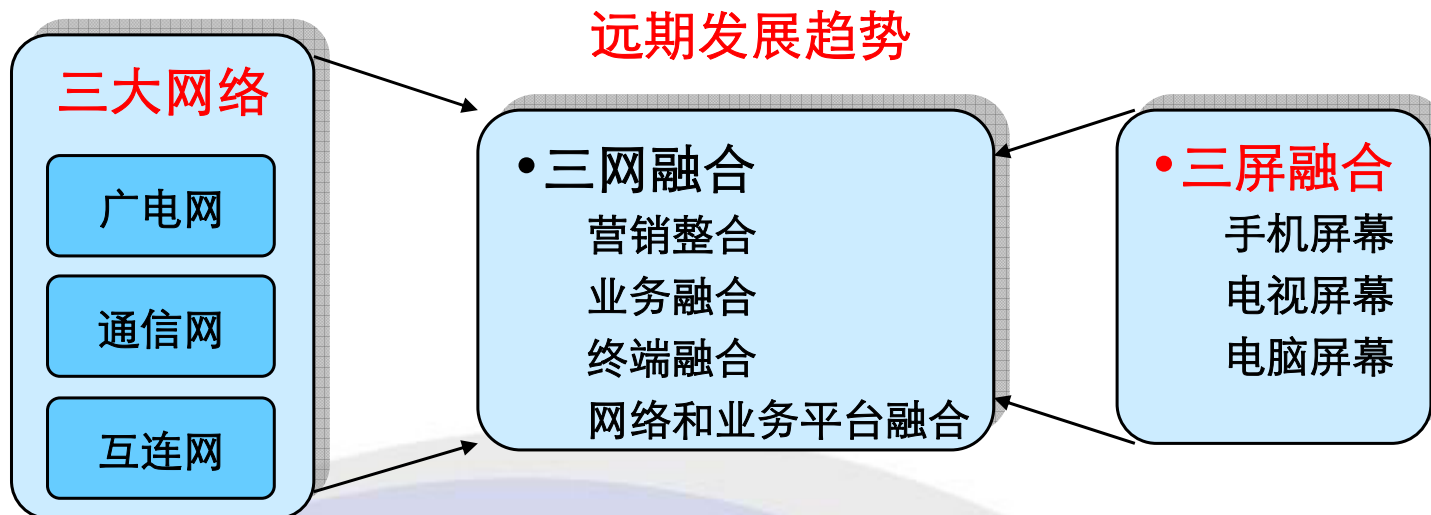 远期发展趋势
三大网络
广电网
通信网
互连网
•三网融合
营销整合
业务融合
终端融合
网络和业务平台融合
•三屏融合
手机屏幕
电视屏幕
电脑屏幕